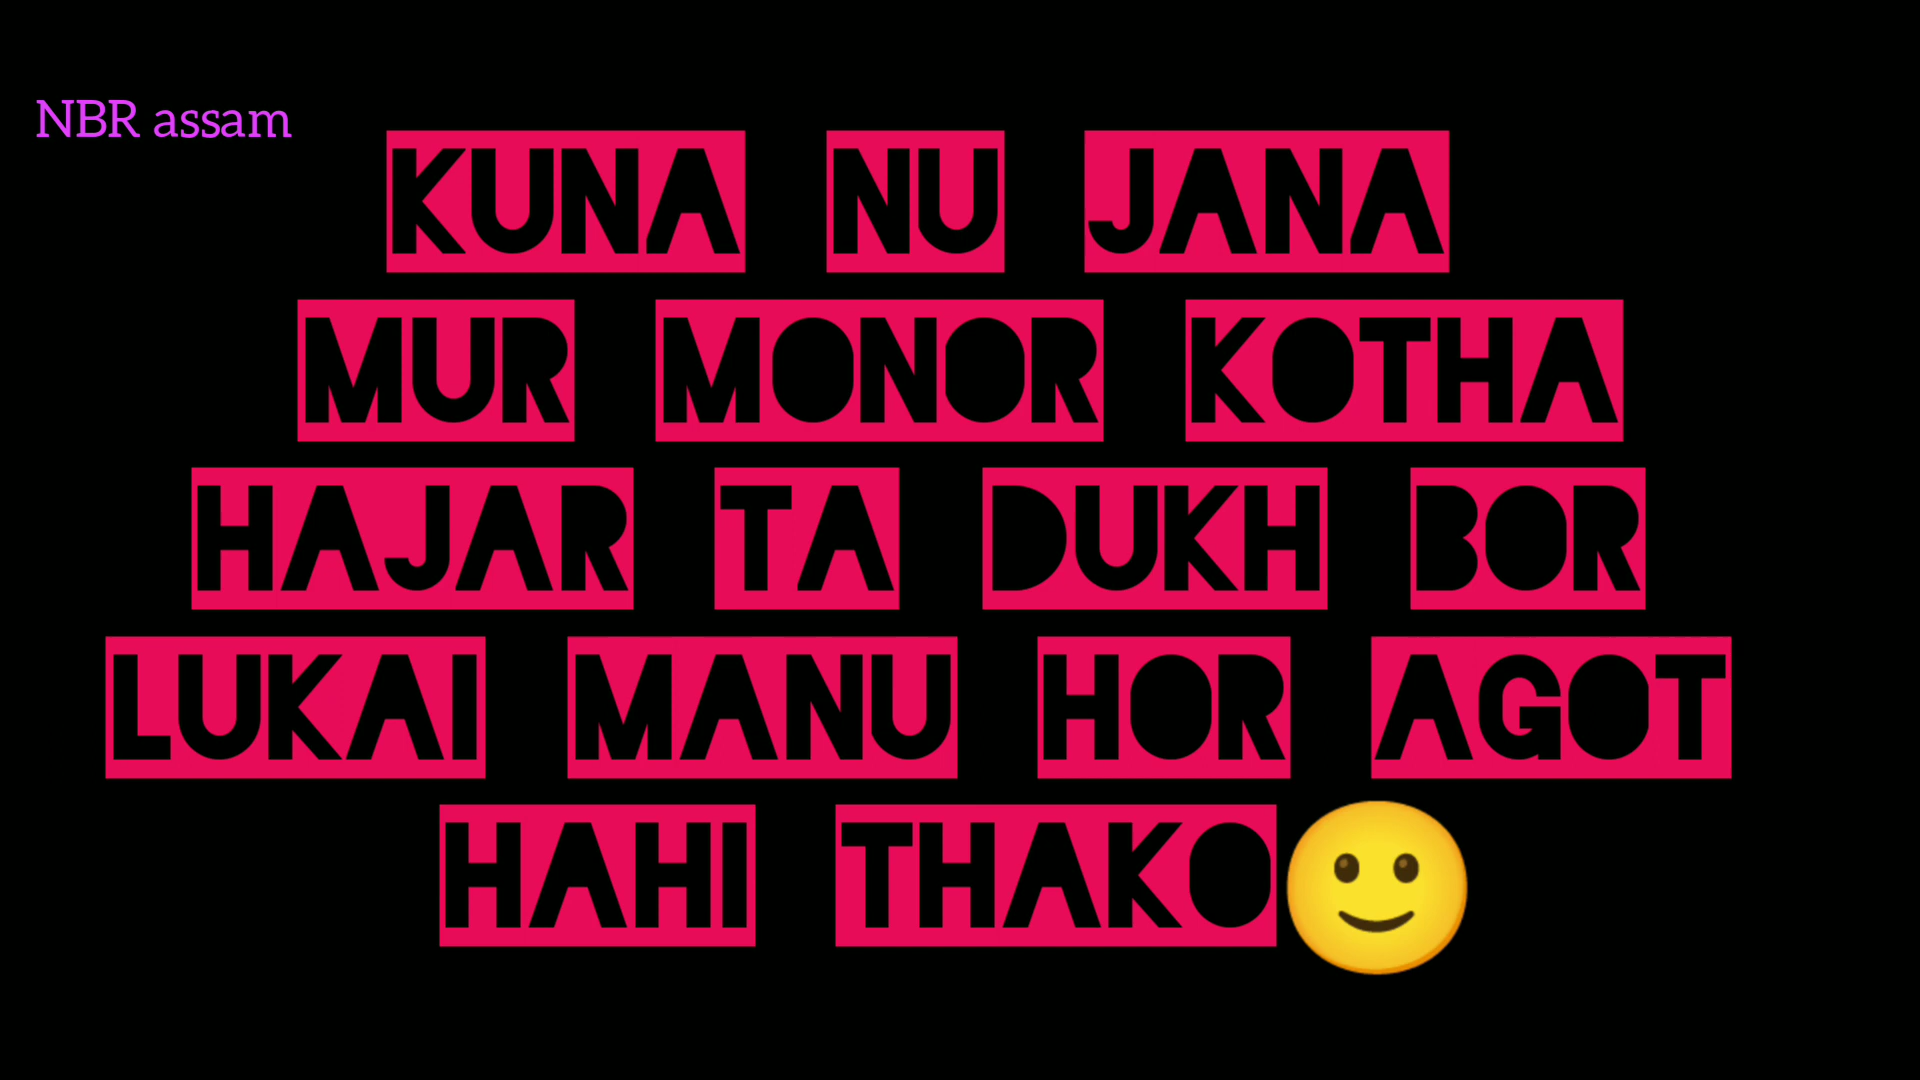 NBR assam
KUNA NU JANA
MUR MONOR KOTHA
HAJAR TA DUKH BOR
LUKAI MANU HOR AGOT
HAHI THAKO🙂